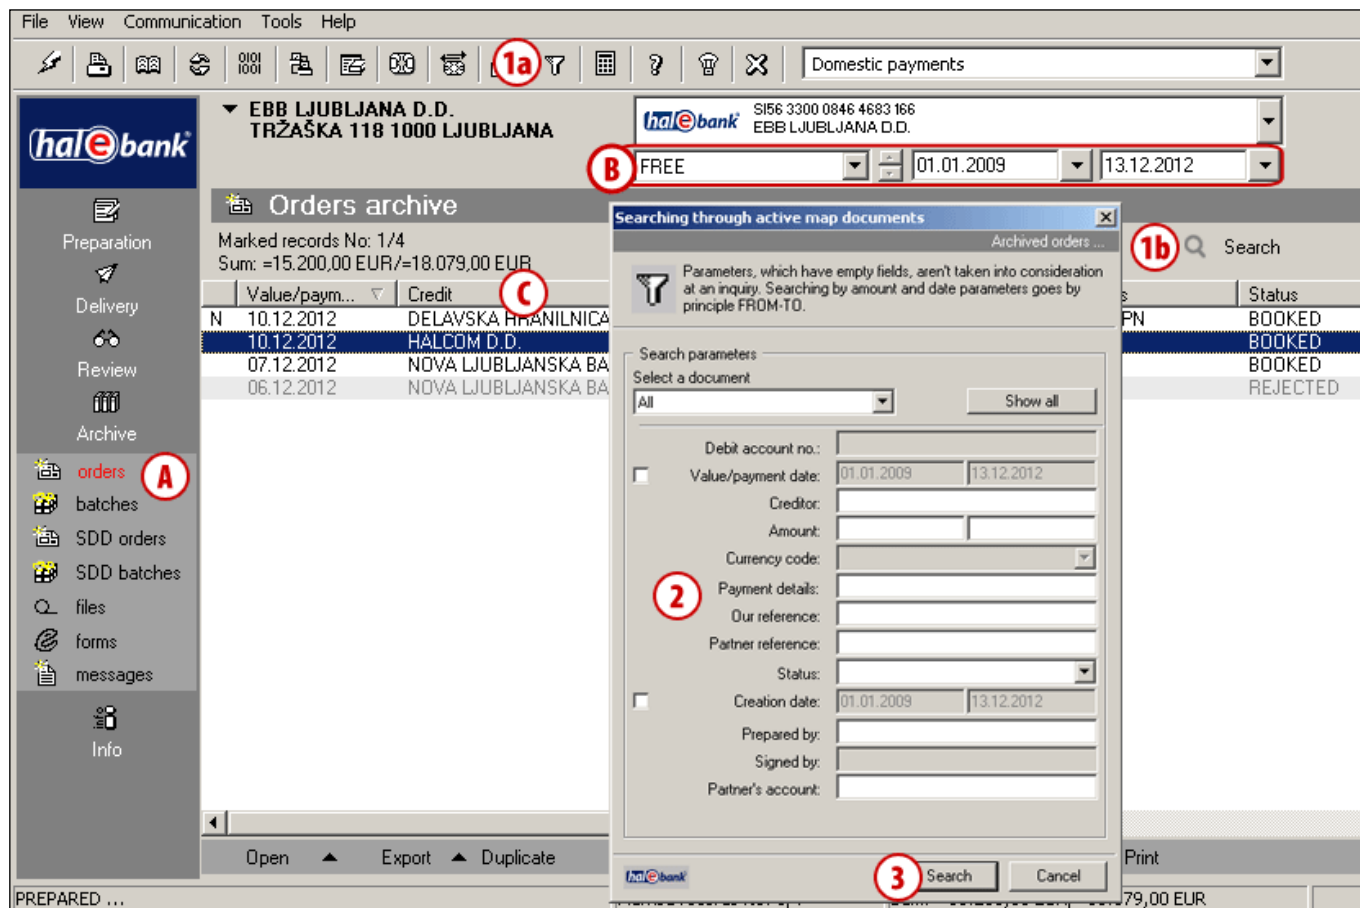 File View Communication Tools Help
1a
Domestic payments
hal@bank
EBB LJUBLJANA D.D.
TRŽAŠKA 118 1000 LJUBLJANA
hal@bank
SI56 3300 0846 4683 166
EBB LJUBLJANA D.D.
B FREE 01.01.2009 13.12.2012
Orders archive
Marked records No: 1/4
Sum: =15.200,00 EUR/=18.079,00 EUR
1b Search
Value/paym... Credit C Status
N 10.12.2012 DELAVSKA HRANILNICA PN BOOKED
10.12.2012 HALCOM D.D. BOOKED
07.12.2012 NOVA LJUBLJANSKA BA BOOKED
06.12.2012 NOVA LJUBLJANSKA BA REJECTED
Preparation
Delivery
Review
Archive
orders A
batches
SDD orders
SDD batches
files
forms
messages
Info
Searching through active map documents
Archived orders ...
Parameters, which have empty fields, aren't taken into consideration
at an inquiry. Searching by amount and date parameters goes by
principle FROM-TO.
Search parameters
Select a document
All Show all
Debit account no.:
Value/payment date: 01.01.2009 13.12.2012
Creditor:
Amount:
Currency code:
2
Payment details:
Our reference:
Partner reference:
Status:
Creation date: 01.01.2009 13.12.2012
Prepared by:
Signed by:
Partner's account:
hal@bank
3 Search Cancel
Open Export Duplicate Print
PREPARED ...
79,00 EUR